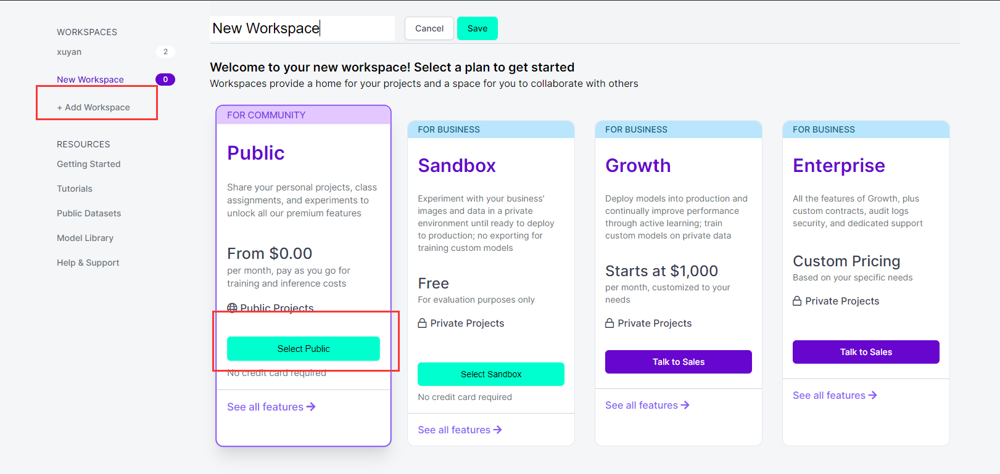 WORKSPACES
xuyan 2
New Workspace 0
+ Add Workspace
RESOURCES
Getting Started
Tutorials
Public Datasets
Model Library
Help & Support
New Workspace Cancel Save
Welcome to your new workspace! Select a plan to get started
Workspaces provide a home for your projects and a space for you to collaborate with others
FOR COMMUNITY
Public
Share your personal projects, class
assignments, and experiments to
unlock all our premium features
From $0.00
per month, pay as you go for
training and inference costs
Public Projects
Select Public
No credit card required
See all features →
FOR BUSINESS
Sandbox
Experiment with your business'
images and data in a private
environment until ready to deploy
to production; no exporting for
training custom models
Free
For evaluation purposes only
Private Projects
Select Sandbox
No credit card required
See all features →
FOR BUSINESS
Growth
Deploy models into production and
continually improve performance
through active learning; train
custom models on private data
Starts at $1,000
per month, customized to your
needs
Private Projects
Talk to Sales
See all features →
FOR BUSINESS
Enterprise
All the features of Growth, plus
custom contracts, audit logs
security, and dedicated support
Custom Pricing
Based on your specific needs
Private Projects
Talk to Sales
See all features →